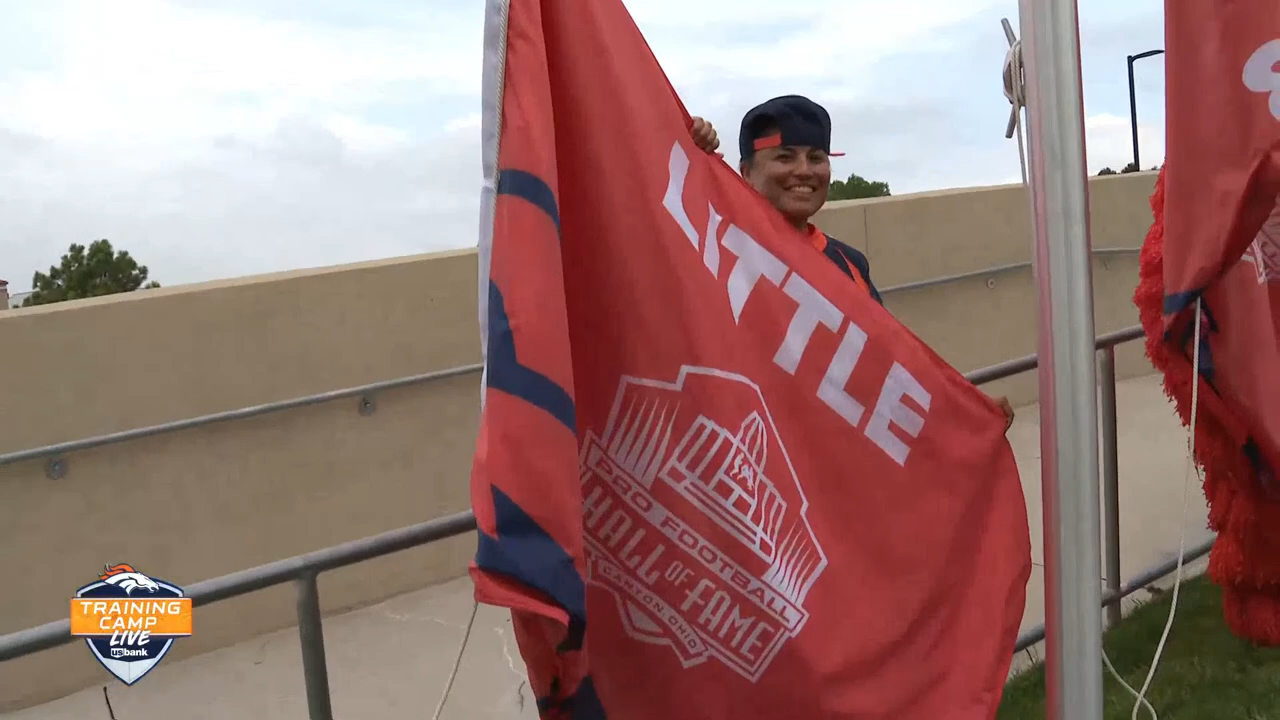 LITTLE
PRO FOOTBALL
HALL OF FAME
CANTON, OHIO
TRAINING
CAMP
LIVE
usbank